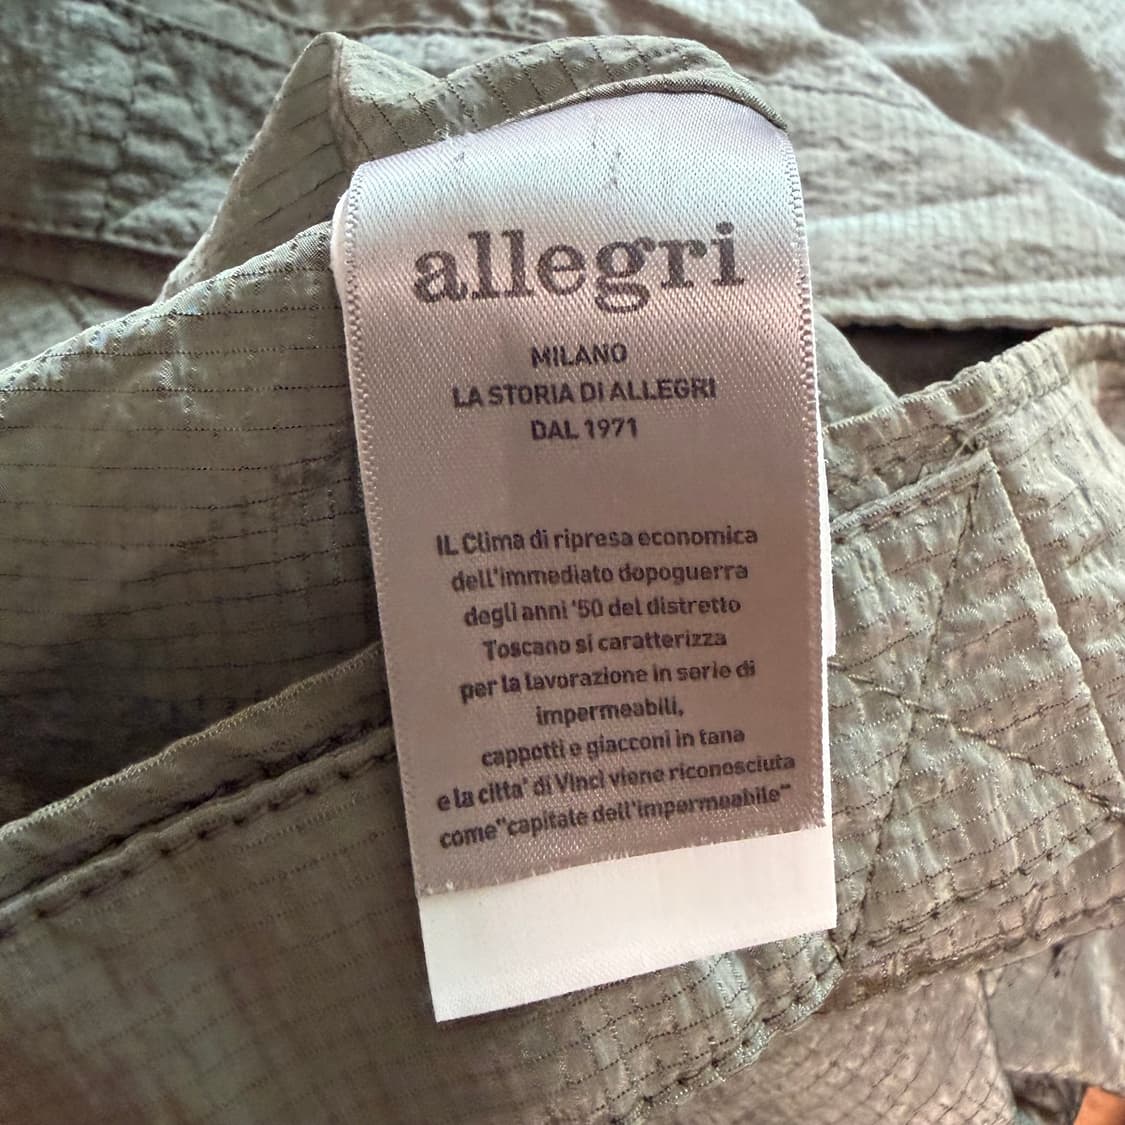 allegri
MILANO
LA STORIA DI ALLEGRI
DAL 1971
IL Clima di ripresa economica
dell'immediato dopoguerra
degli anni '50 del distretto
Toscano si caratterizza
per la lavorazione in serie di
impermeabili,
cappotti e giacconi in tana
e la citta' di Vinci viene riconosciuta
come"capitale dell'impermeabile"